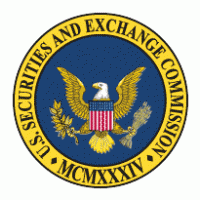 U.S. SECURITIES AND EXCHANGE COMMISSION
MCMXXXIV